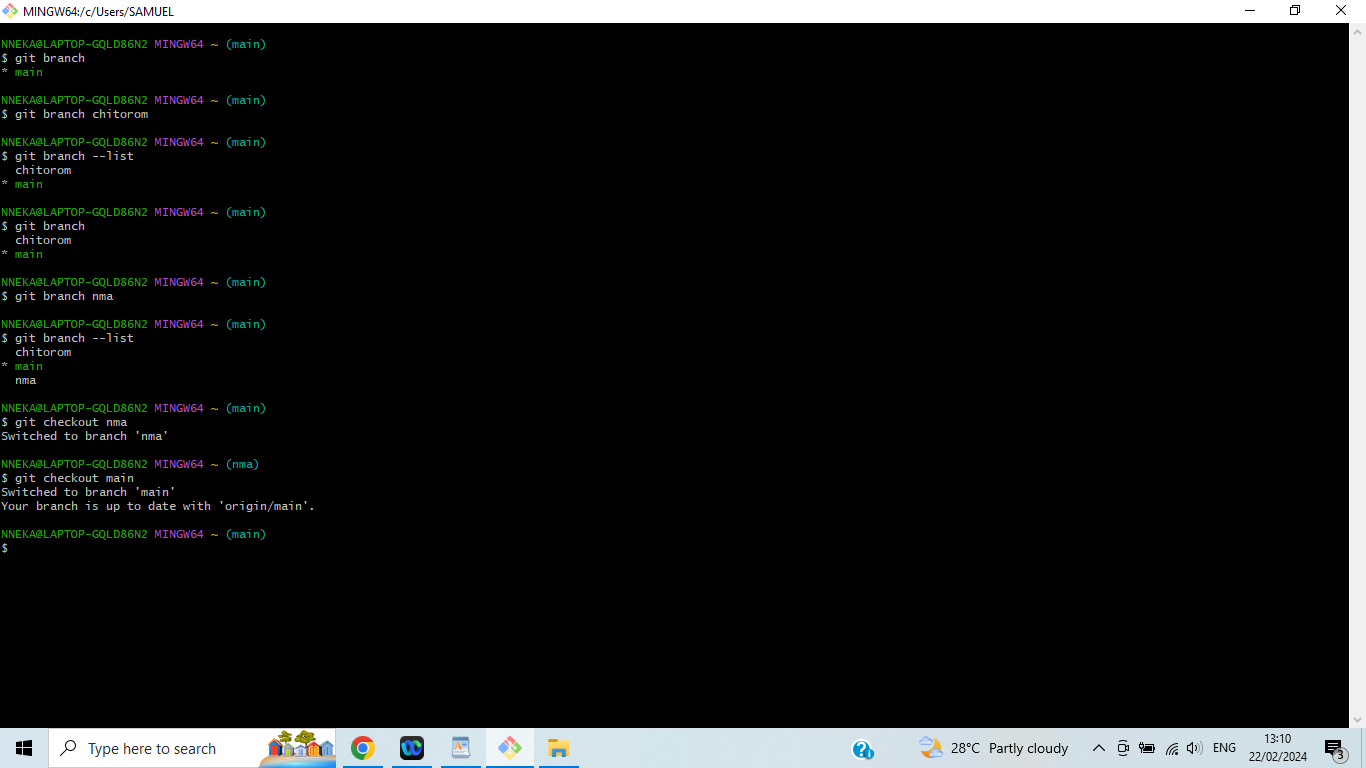 MINGW64:/c/Users/SAMUEL
NNEKA@LAPTOP-GQLD86N2 MINGW64 ~ (main)
$ git branch
* main
NNEKA@LAPTOP-GQLD86N2 MINGW64 ~ (main)
$ git branch chitorom
NNEKA@LAPTOP-GQLD86N2 MINGW64 ~ (main)
$ git branch --list
  chitorom
* main
NNEKA@LAPTOP-GQLD86N2 MINGW64 ~ (main)
$ git branch
  chitorom
* main
NNEKA@LAPTOP-GQLD86N2 MINGW64 ~ (main)
$ git branch nma
NNEKA@LAPTOP-GQLD86N2 MINGW64 ~ (main)
$ git branch --list
  chitorom
* main
  nma
NNEKA@LAPTOP-GQLD86N2 MINGW64 ~ (main)
$ git checkout nma
Switched to branch 'nma'
NNEKA@LAPTOP-GQLD86N2 MINGW64 ~ (nma)
$ git checkout main
Switched to branch 'main'
Your branch is up to date with 'origin/main'.
NNEKA@LAPTOP-GQLD86N2 MINGW64 ~ (main)
$
Type here to search
28°C Partly cloudy
ENG
13:10
22/02/2024
3